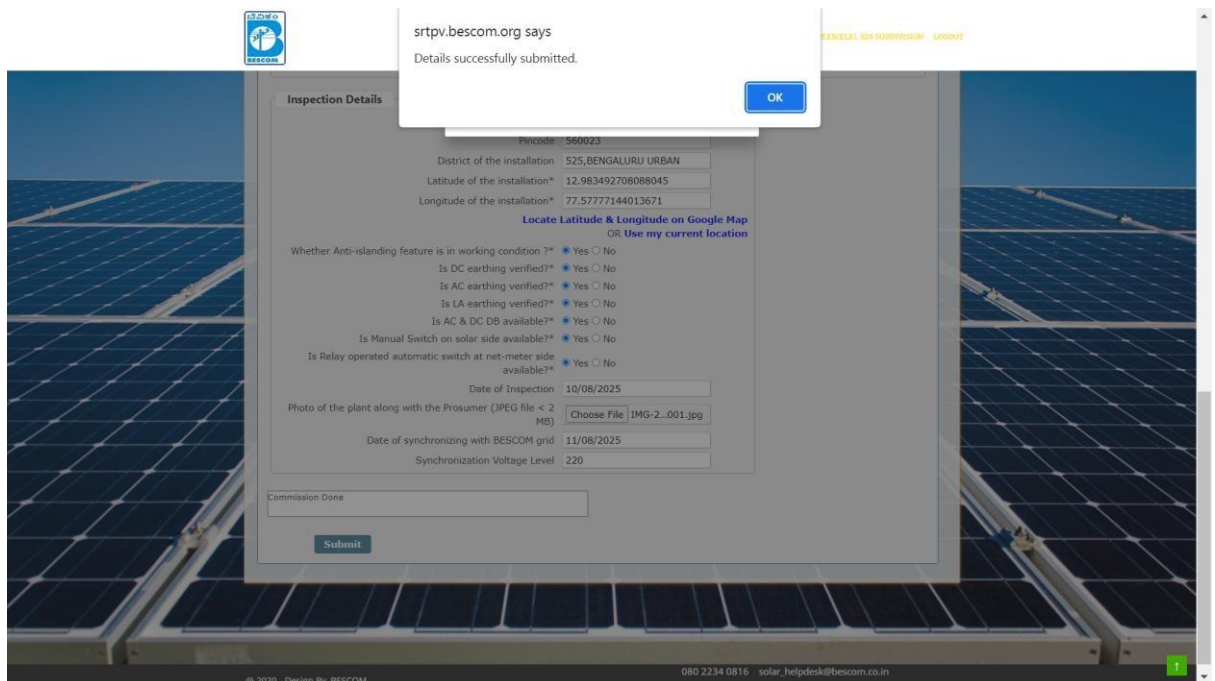 ಬೆವಿಕಂ
BESCOM
srtpv.bescom.org says
Details successfully submitted.
OK
SUBDIVISION LOGOUT
Inspection Details
Pincode 560023
District of the installation 525,BENGALURU URBAN
Latitude of the installation* 12.983492708088045
Longitude of the installation* 77.57777144013671
Locate Latitude & Longitude on Google Map
OR Use my current location
Whether Anti-islanding feature is in working condition ?* Yes No
Is DC earthing verified?* Yes No
Is AC earthing verified?* Yes No
Is LA earthing verified?* Yes No
Is AC & DC DB available?* Yes No
Is Manual Switch on solar side available?* Yes No
Is Relay operated automatic switch at net-meter side
available?* Yes No
Date of Inspection 10/08/2025
Photo of the plant along with the Prosumer (JPEG file < 2
MB) Choose File IMG-2...001.jpg
Date of synchronizing with BESCOM grid 11/08/2025
Synchronization Voltage Level 220
Commission Done
Submit
080 2234 0816 solar_helpdesk@bescom.co.in
© 2020 Design By BESCOM